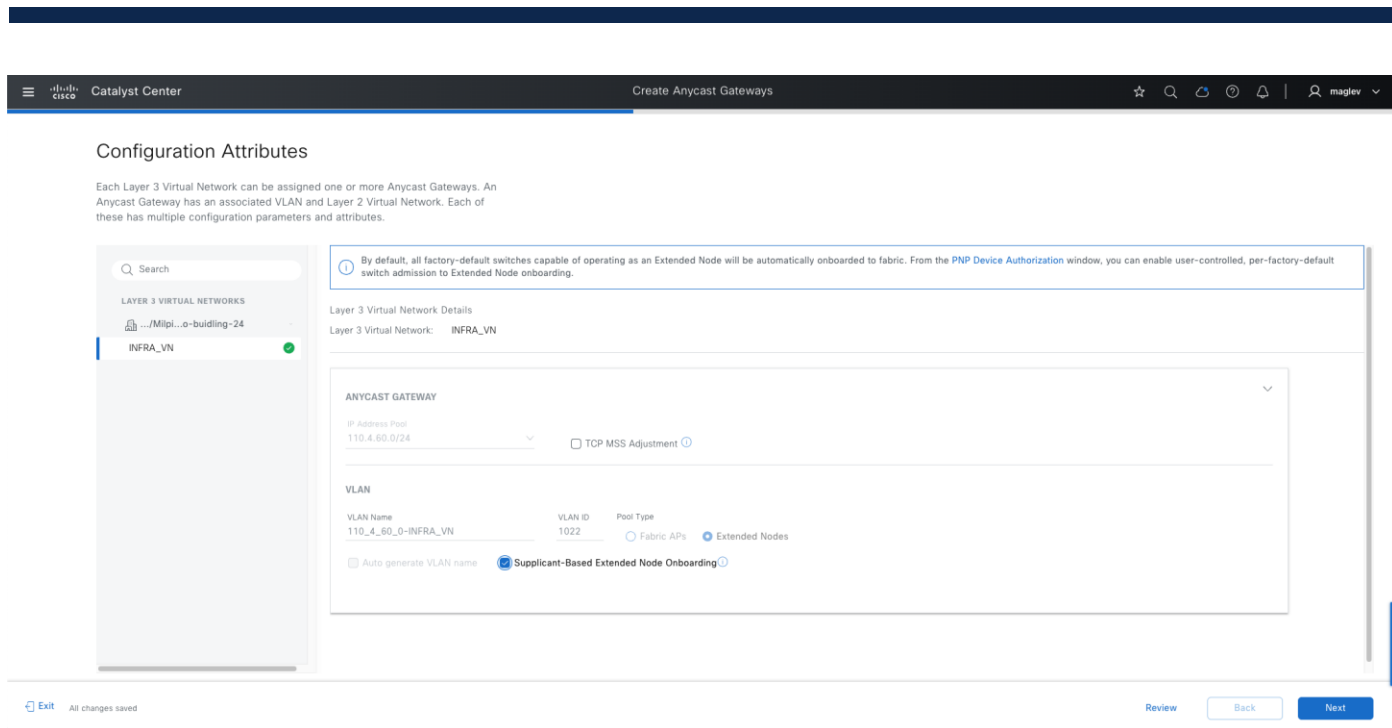 cisco
Catalyst Center
Create Anycast Gateways
maglev
Configuration Attributes
Each Layer 3 Virtual Network can be assigned one or more Anycast Gateways. An
Anycast Gateway has an associated VLAN and Layer 2 Virtual Network. Each of
these has multiple configuration parameters and attributes.
Search
LAYER 3 VIRTUAL NETWORKS
.../Milpi...o-buidling-24
INFRA_VN
By default, all factory-default switches capable of operating as an Extended Node will be automatically onboarded to fabric. From the PNP Device Authorization window, you can enable user-controlled, per-factory-default
switch admission to Extended Node onboarding.
Layer 3 Virtual Network Details
Layer 3 Virtual Network: INFRA_VN
ANYCAST GATEWAY
IP Address Pool
110.4.60.0/24
TCP MSS Adjustment
VLAN
VLAN Name VLAN ID Pool Type
110_4_60_0-INFRA_VN 1022 Fabric APs Extended Nodes
Auto generate VLAN name Supplicant-Based Extended Node Onboarding
Exit All changes saved Review Back Next